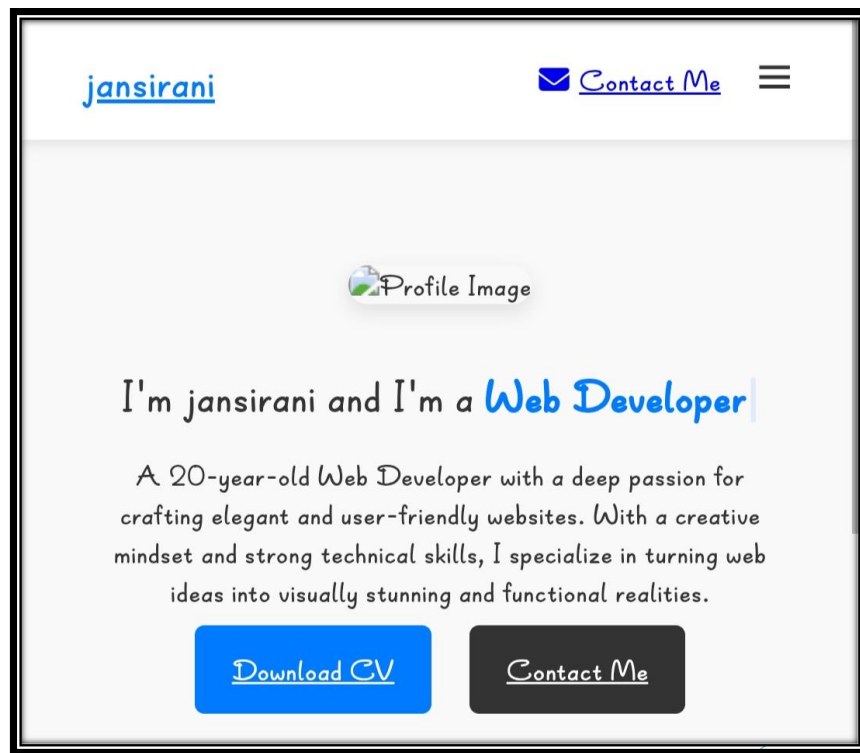 jansirani
Contact Me
Profile Image
I'm jansirani and I'm a Web Developer
A 20-year-old Web Developer with a deep passion for
crafting elegant and user-friendly websites. With a creative
mindset and strong technical skills, I specialize in turning web
ideas into visually stunning and functional realities.
Download CV
Contact Me